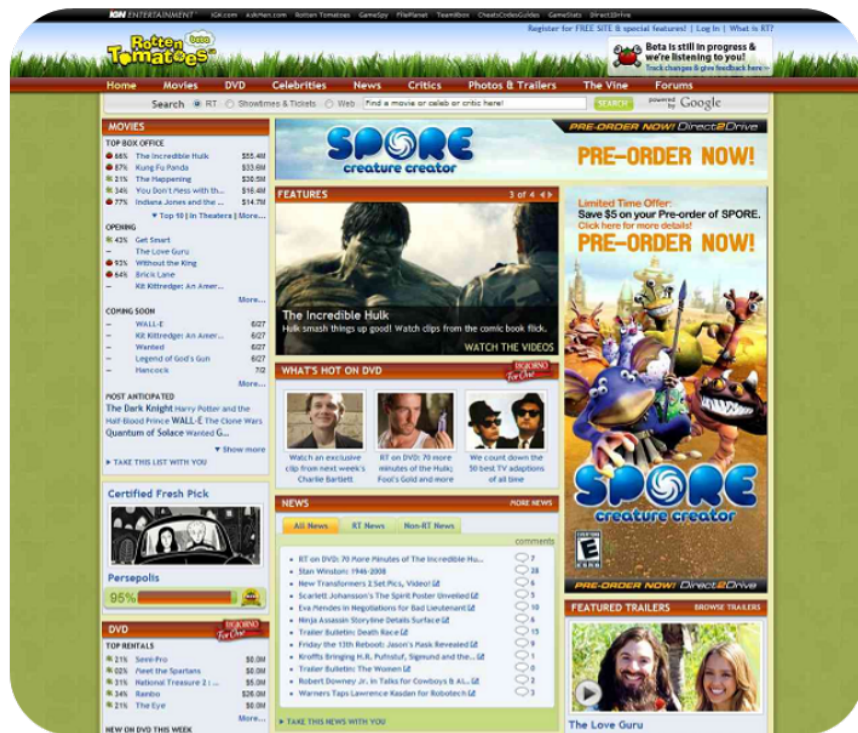 IGN ENTERTAINMENT IGN.com AskMen.com Rotten Tomatoes GameSpy FilePlanet TeamXbox CheatsCodesGuides GameStats Direct2Drive
Register for FREE SITE & special features! | Log In | What is RT?
Rotten Tomatoes beta
Beta is still in progress &
we're listening to you!
Track changes & give feedback here
Home Movies DVD Celebrities News Critics Photos & Trailers The Vine Forums
Search RT Showtimes & Tickets Web Find a movie or celeb or critic here! SEARCH powered by Google
MOVIES
TOP BOX OFFICE
66% The Incredible Hulk $55.4M
87% Kung Fu Panda $33.6M
21% The Happening $30.5M
34% You Don't Mess with th... $16.4M
77% Indiana Jones and the ... $14.7M
Top 10 | In Theaters | More...
OPENING
43% Get Smart
-- The Love Guru
93% Without the King
64% Brick Lane
-- Kit Kittredge: An Amer...
More...
COMING SOON
-- WALL-E 6/27
-- Kit Kittredge: An Amer... 6/27
-- Wanted 6/27
-- Legend of God's Gun 6/27
-- Hancock 7/2
More...
MOST ANTICIPATED
The Dark Knight Harry Potter and the
Half-Blood Prince WALL-E The Clone Wars
Quantum of Solace Wanted G...
Show more
TAKE THIS LIST WITH YOU
Certified Fresh Pick
Persepolis
95%
DVD
DIGIORNO
For One
TOP RENTALS
21% Semi-Pro $0.0M
02% Meet the Spartans $0.0M
31% National Treasure 2: ... $5.0M
34% Rambo $26.0M
21% The Eye $0.0M
More...
NEW ON DVD THIS WEEK
SPORE
creature creator
PRE-ORDER NOW! Direct2Drive
PRE-ORDER NOW!
FEATURES 3 of 4
The Incredible Hulk
Hulk smash things up good! Watch clips from the comic book flick.
WATCH THE VIDEOS
WHAT'S HOT ON DVD
DIGIORNO
For One
Watch an exclusive
clip from next week's
Charlie Bartlett
RT on DVD: 70 more
minutes of the Hulk;
Fool's Gold and more
We count down the
50 best TV adaptions
of all time
NEWS MORE NEWS
All News RT News Non-RT News
comments
RT on DVD: 70 More Minutes of The Incredible Hu... 7
Stan Winston: 1946-2008 28
New Transformers 2 Set Pics, Video! 6
Scarlett Johansson's The Spirit Poster Unveiled 5
Eva Mendes in Negotiations for Bad Lieutenant 10
Ninja Assassin Storyline Details Surface 6
Trailer Bulletin: Death Race 15
Friday the 13th Reboot: Jason's Mask Revealed 9
Kroffts Bringing H.R. Pufnstuf, Sigmund and the... 1
Trailer Bulletin: The Women 0
Robert Downey Jr. in Talks for Cowboys & AL... 2
Warners Taps Lawrence Kasdan for Robotech 3
TAKE THIS NEWS WITH YOU
Limited Time Offer:
Save $5 on your Pre-order of SPORE.
Click here for more details!
PRE-ORDER NOW!
SPORE
creature creator
EVERYONE
E
ESRB
PRE-ORDER NOW! Direct2Drive
FEATURED TRAILERS BROWSE TRAILERS
The Love Guru